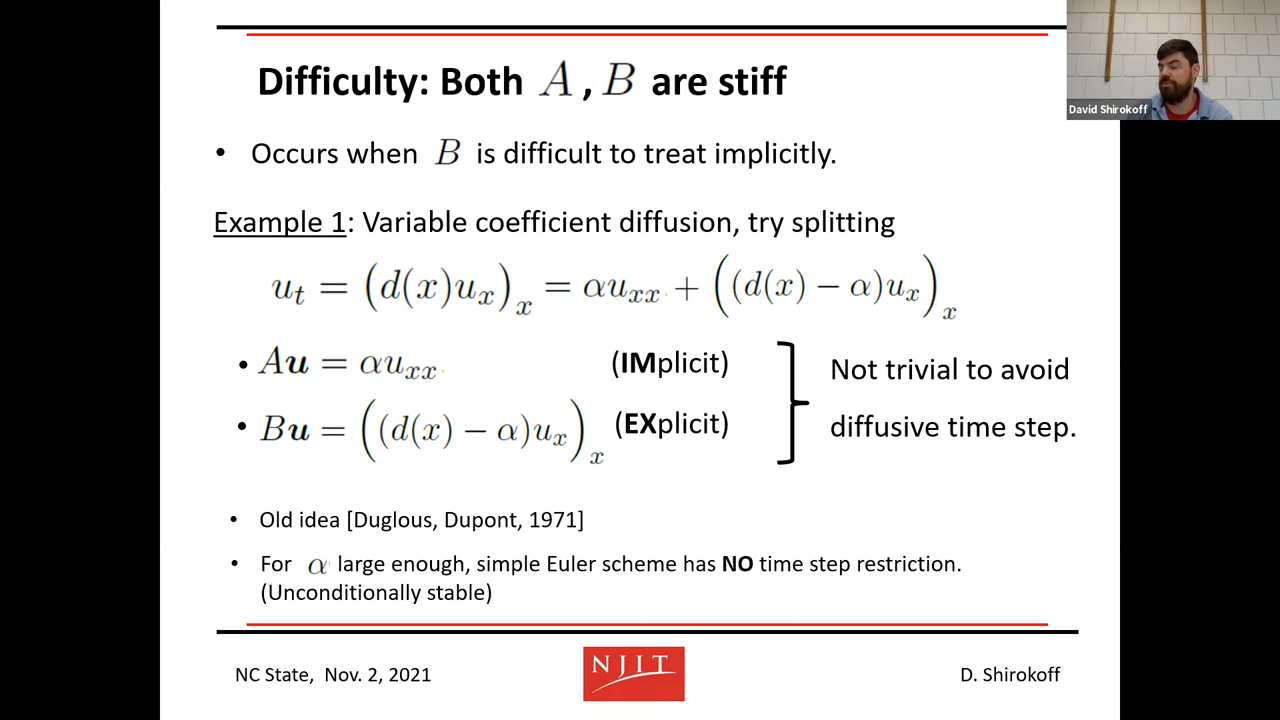 Difficulty: Both A , B are stiff
David Shirokoff
• Occurs when B is difficult to treat implicitly.
Example 1: Variable coefficient diffusion, try splitting
u_t = (d(x)u_x)_x = αu_xx + ((d(x) − α)u_x)_x
• Au = αu_xx (IMplicit)
• Bu = ((d(x) − α)u_x)_x (EXplicit)
Not trivial to avoid
diffusive time step.
• Old idea [Duglous, Dupont, 1971]
• For α large enough, simple Euler scheme has NO time step restriction.
(Unconditionally stable)
NC State, Nov. 2, 2021
NJIT
D. Shirokoff